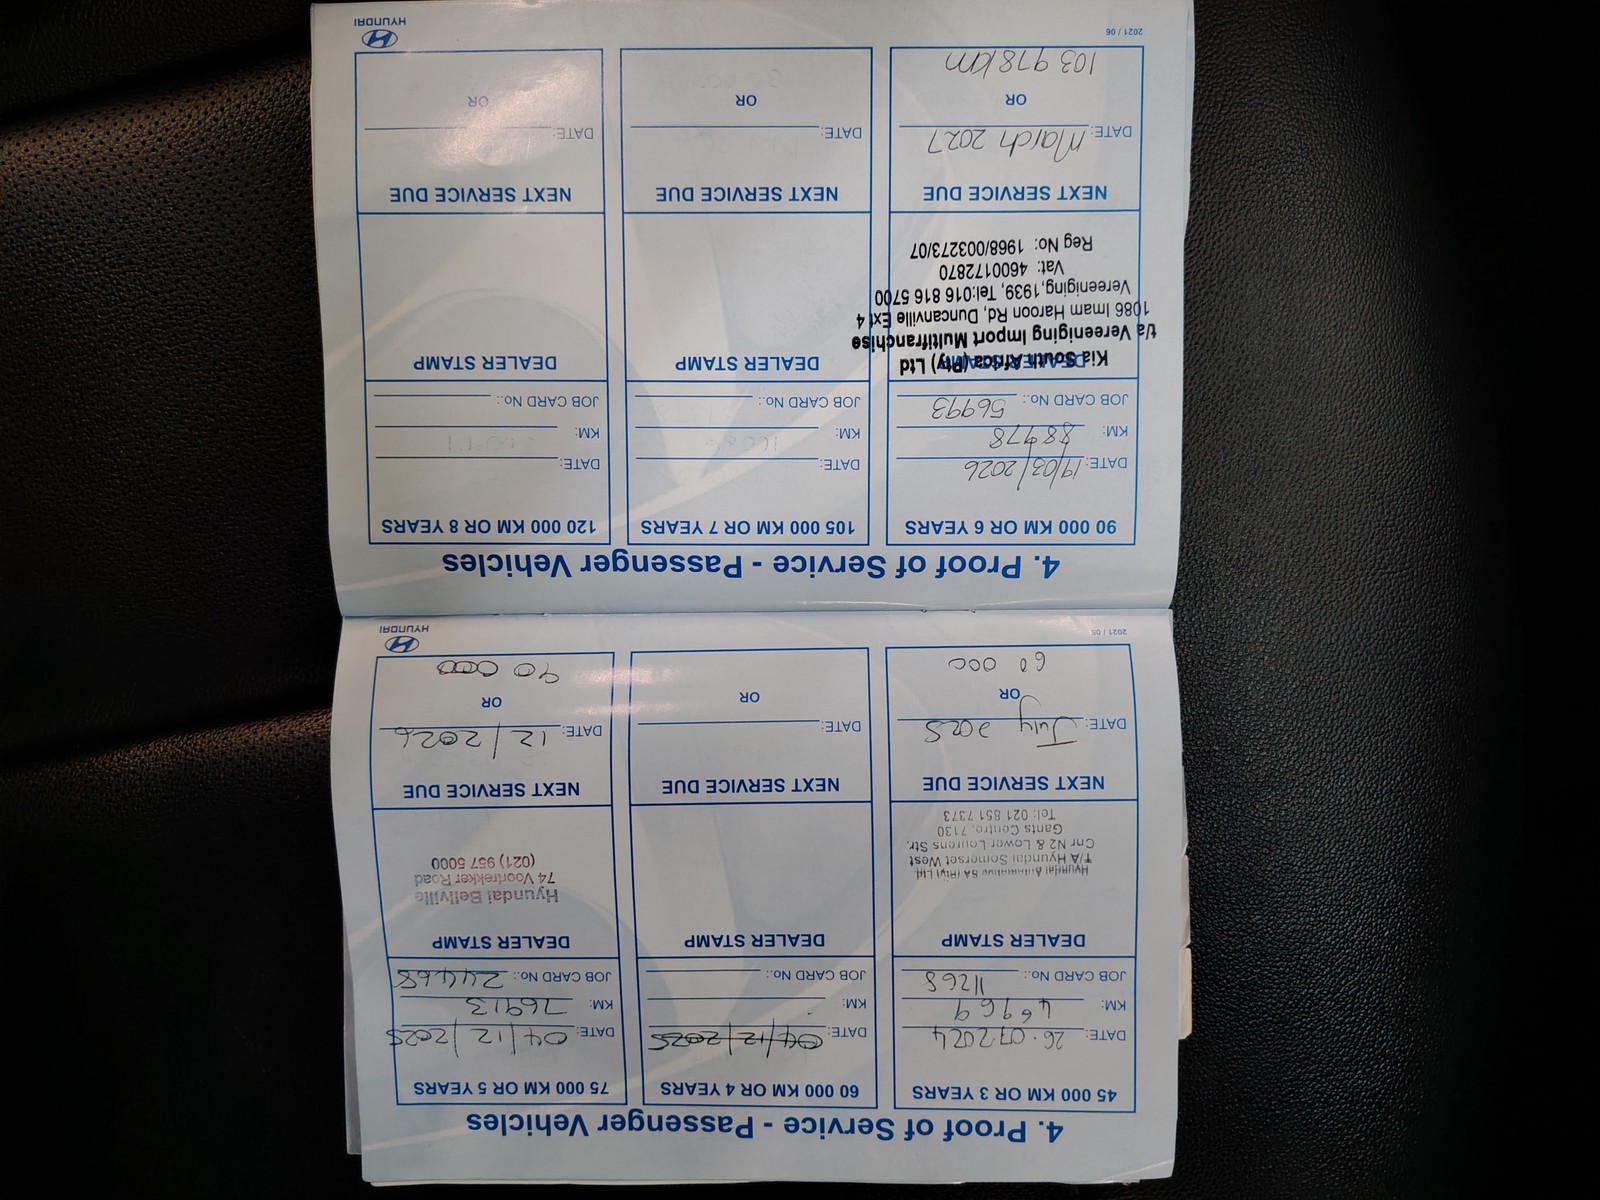 4. Proof of Service - Passenger Vehicles
45 000 KM OR 3 YEARS
DATE: 26.07.2024
KM: 46969
JOB CARD No.: 11268
DEALER STAMP
Hyundai Automotive SA (Pty) Ltd
T/A Hyundai Somerset West
Cnr N2 & Lower Lourens Str.
Gants Centre, 7130
Tel: 021 851 7373
NEXT SERVICE DUE
DATE: July 2025
OR
60 000
2021 / 05
60 000 KM OR 4 YEARS
DATE: 04/12/2025
KM:
JOB CARD No.:
DEALER STAMP
NEXT SERVICE DUE
DATE:
OR
75 000 KM OR 5 YEARS
DATE: 04/12/2025
KM: 76913
JOB CARD No.: 24468
DEALER STAMP
Hyundai Bellville
74 Voortrekker Road
(021) 957 5000
NEXT SERVICE DUE
DATE: 12/2026
OR
90 000
HYUNDAI
4. Proof of Service - Passenger Vehicles
90 000 KM OR 6 YEARS
DATE: 19/03/2026
KM: 88978
JOB CARD No.: 56993
DEALER STAMP
Kia South Africa (Pty) Ltd
t/a Vereeniging Import Multifranchise
1086 Imam Haroon Rd, Duncanville Ext 4
Vereeniging,1939, Tel:016 816 5700
Vat: 4600172870
Reg No: 1968/003273/07
NEXT SERVICE DUE
DATE: March 2027
OR
103 978km
2021 / 06
105 000 KM OR 7 YEARS
DATE:
KM:
JOB CARD No.:
DEALER STAMP
NEXT SERVICE DUE
DATE:
OR
120 000 KM OR 8 YEARS
DATE:
KM:
JOB CARD No.:
DEALER STAMP
NEXT SERVICE DUE
DATE:
OR
HYUNDAI